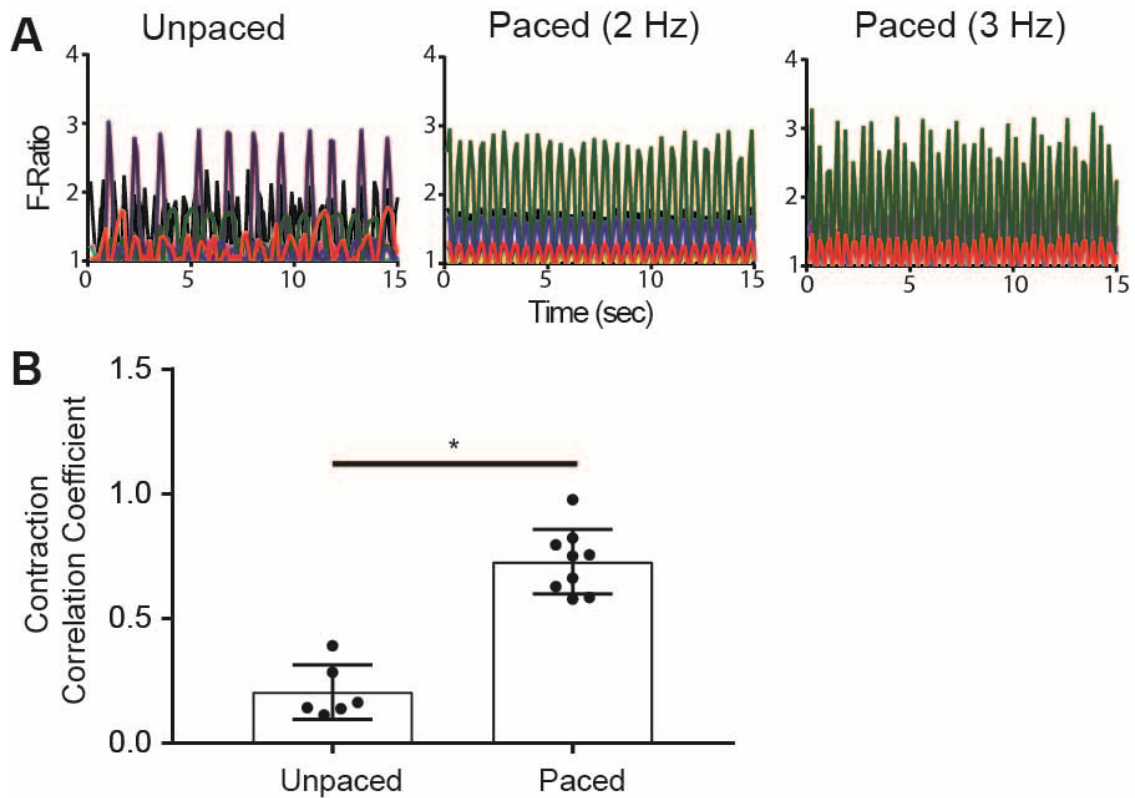 A
Unpaced
Paced (2 Hz)
Paced (3 Hz)
F-Ratio
4
3
2
1
0
5
10
15
4
3
2
1
0
5
10
15
4
3
2
1
0
5
10
15
Time (sec)
B
Contraction
Correlation Coefficient
1.5
1.0
0.5
0.0
*
Unpaced
Paced